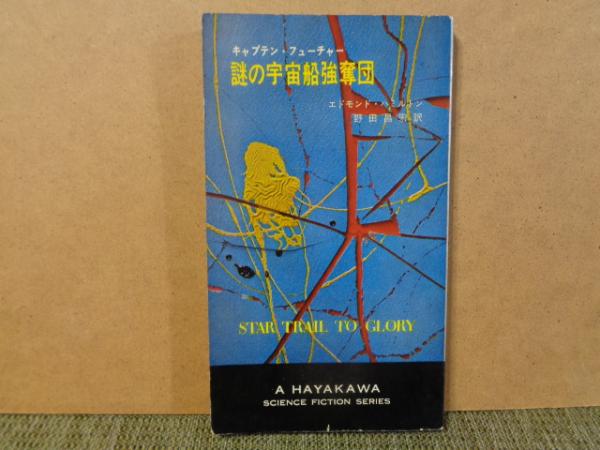 キャプテン・フューチャー
謎の宇宙船強奪団
エドモンド・ハミルトン
野田昌宏訳
STAR TRAIL TO GLORY
A HAYAKAWA
SCIENCE FICTION SERIES